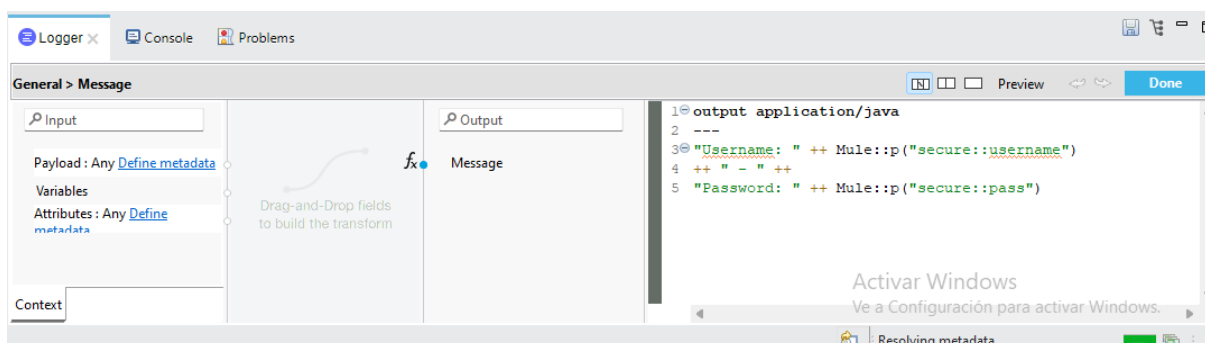 Logger
Console
Problems
General > Message
Preview
Done
Input
Payload : Any Define metadata
Variables
Attributes : Any Define
metadata
Context
Drag-and-Drop fields
to build the transform
fx
Output
Message
1 output application/java
2 ---
3 "Username: " ++ Mule::p("secure::username")
4 ++ " - " ++
5 "Password: " ++ Mule::p("secure::pass")
Activar Windows
Ve a Configuración para activar Windows.
Resolving metadata